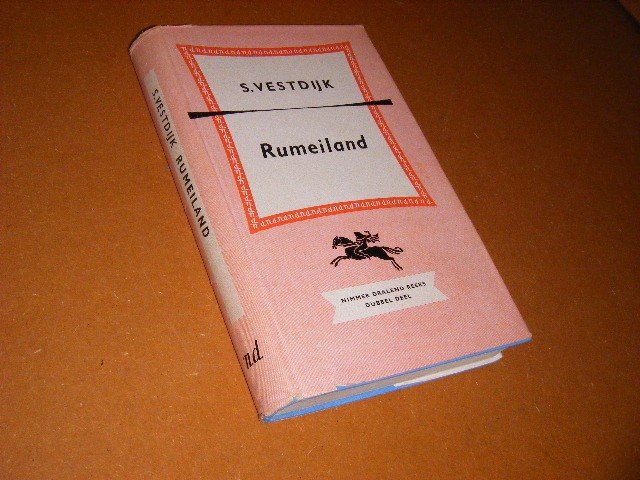 S. VESTDIJK
Rumeiland
NIMMER DRALEND REEKS
DUBBEL DEEL
S. VESTDIJK RUMEILAND
nd